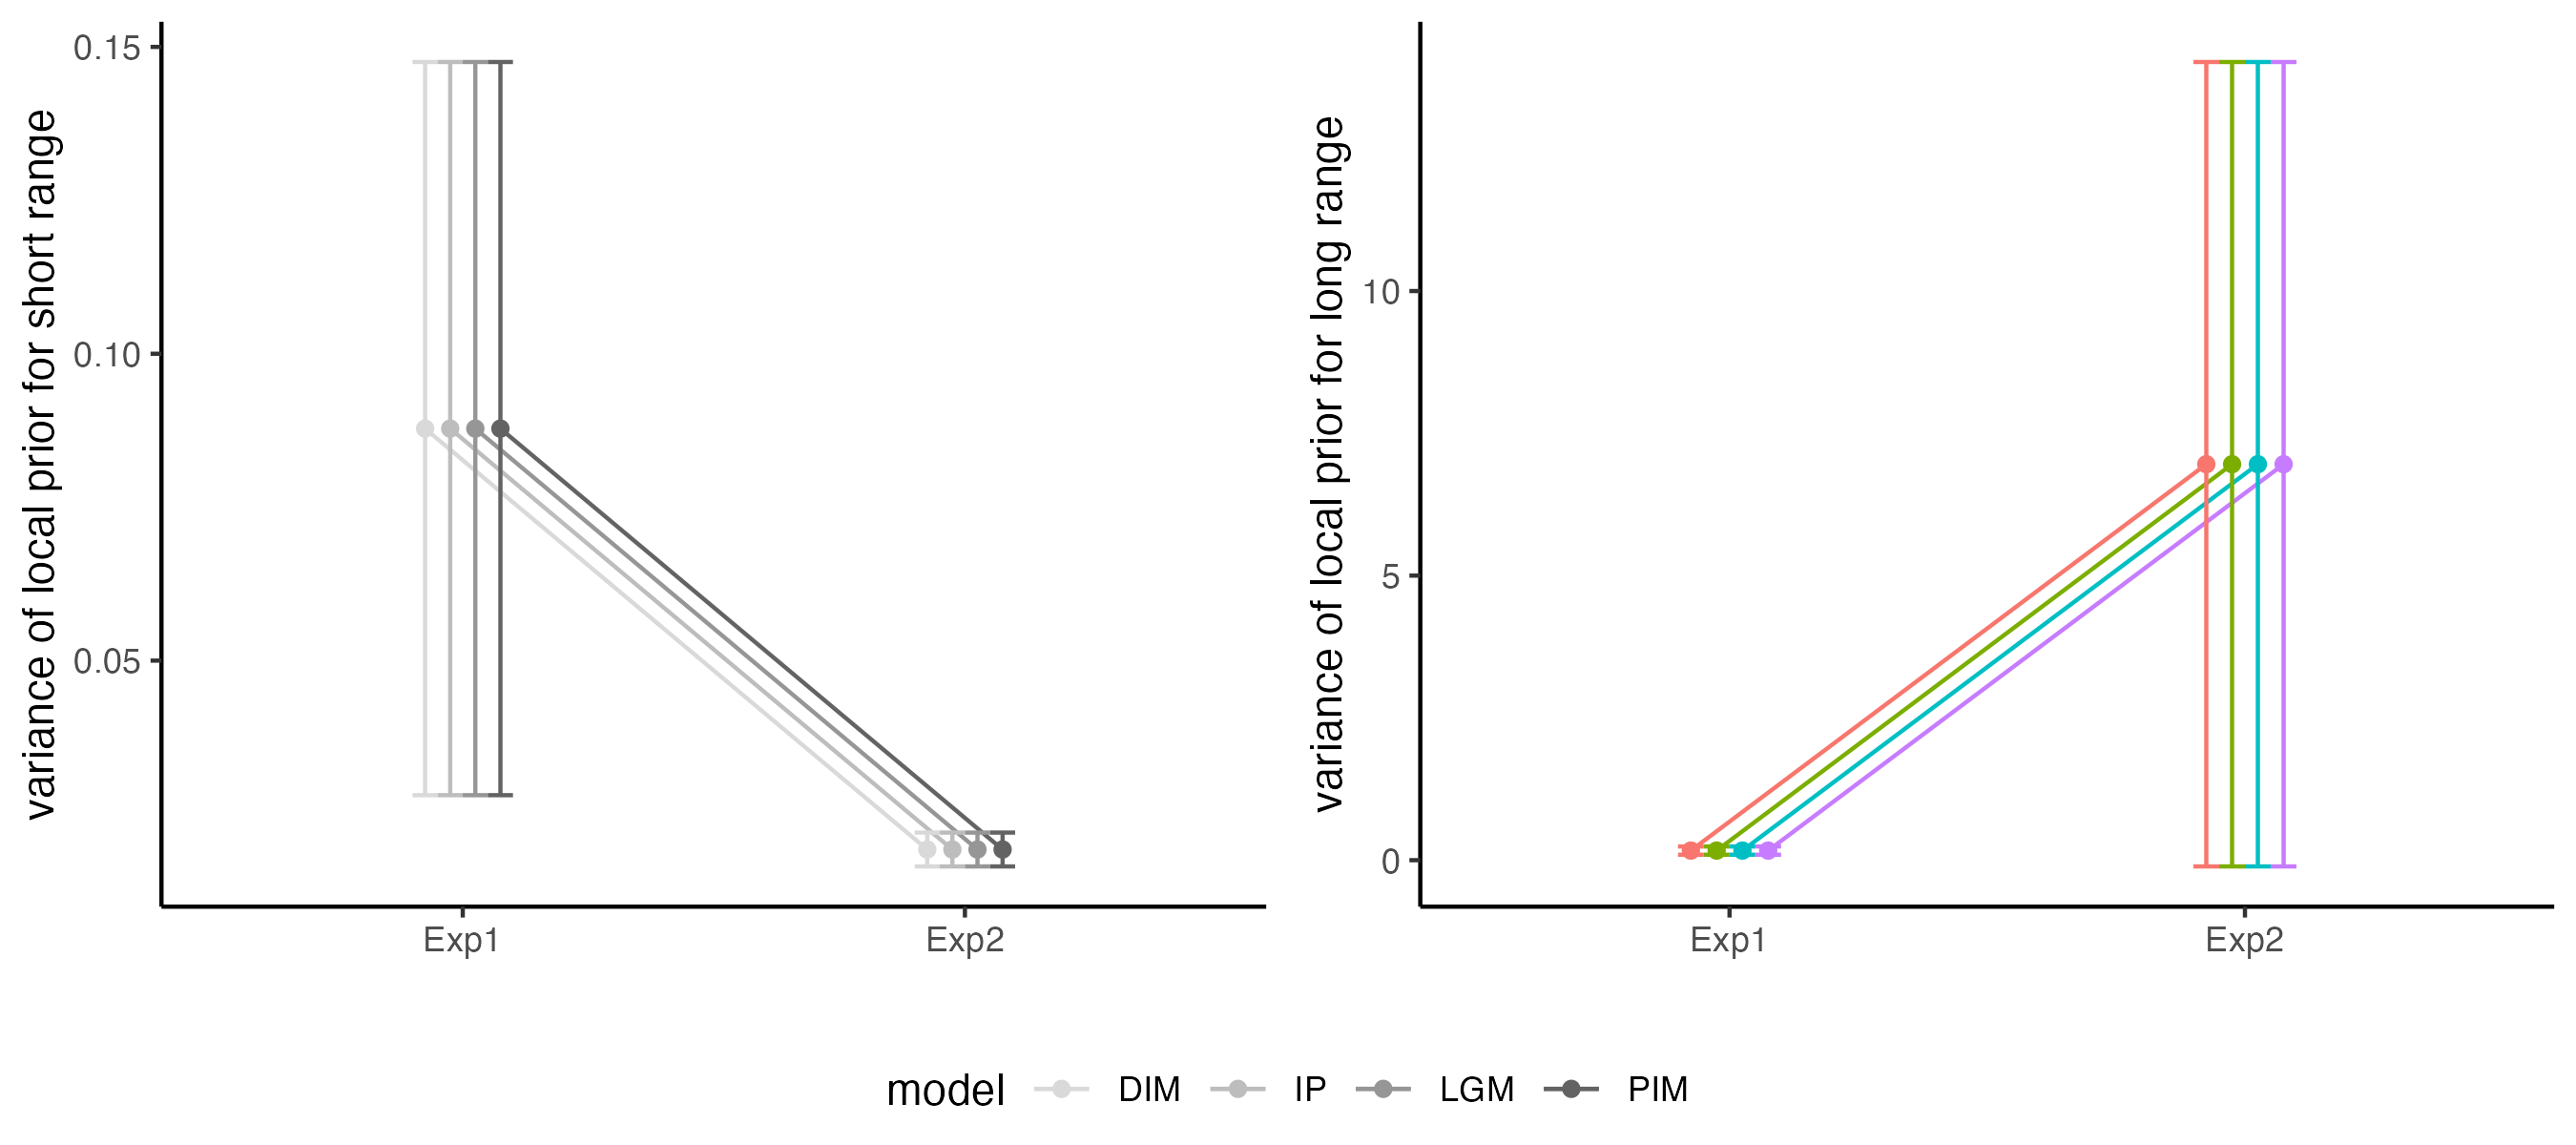 variance of local prior for short range
0.15
0.10
0.05
Exp1
Exp2
variance of local prior for long range
10
5
0
Exp1
Exp2
model DIM IP LGM PIM